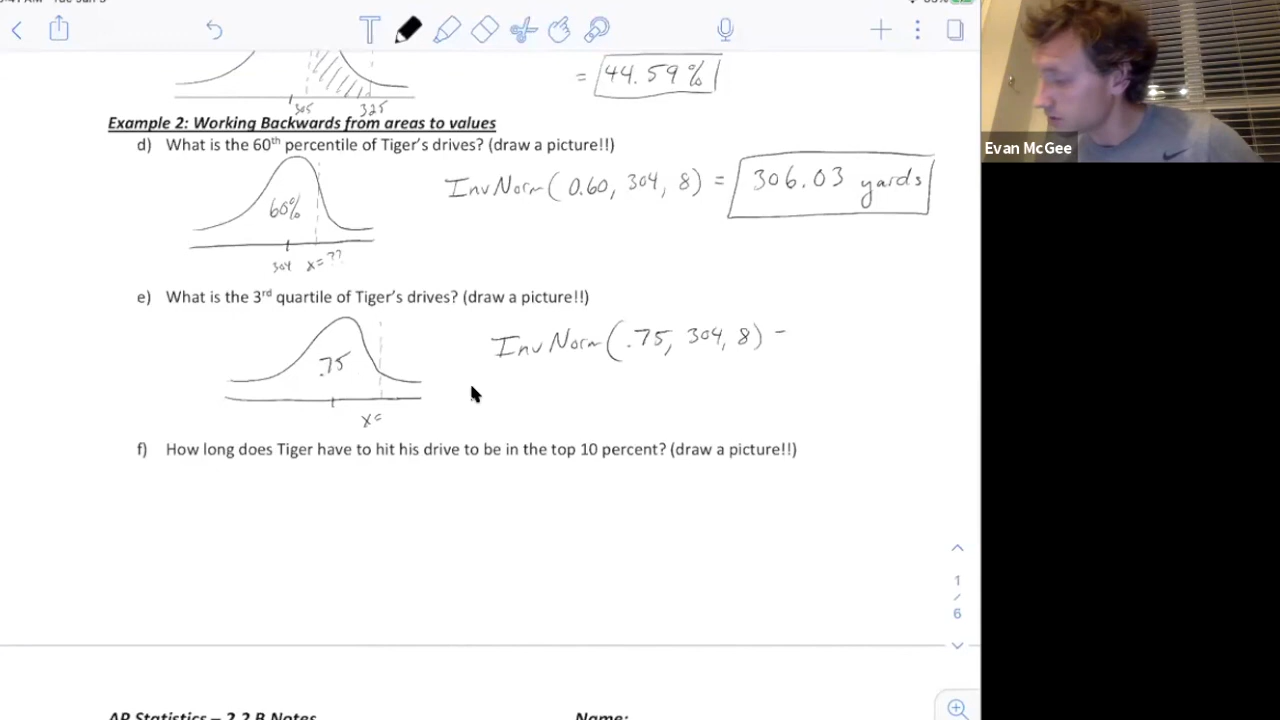 = 44.59%
305 325
Example 2: Working Backwards from areas to values
d) What is the 60th percentile of Tiger's drives? (draw a picture!!)
InvNorm(0.60, 304, 8) = 306.03 yards
60%
304 x=??
e) What is the 3rd quartile of Tiger's drives? (draw a picture!!)
InvNorm(.75, 304, 8) =
.75
x=
f) How long does Tiger have to hit his drive to be in the top 10 percent? (draw a picture!!)
1
/
6
AP Statistics – 2.2 B Notes Name:
Evan McGee